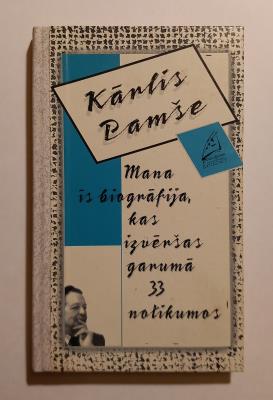 Kārlis
Pamše
Mana
īs biogrāfija,
kas
izvēršas
garumā
33
notikumos